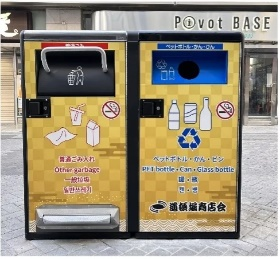 P vot BASE
ペットボトル・かん・びん
普通ごみ入れ
Other garbage
一般垃圾
일반쓰레기
ペットボトル・かん・ビン
PET bottle・Can・Glass bottle
道頓堀商店会